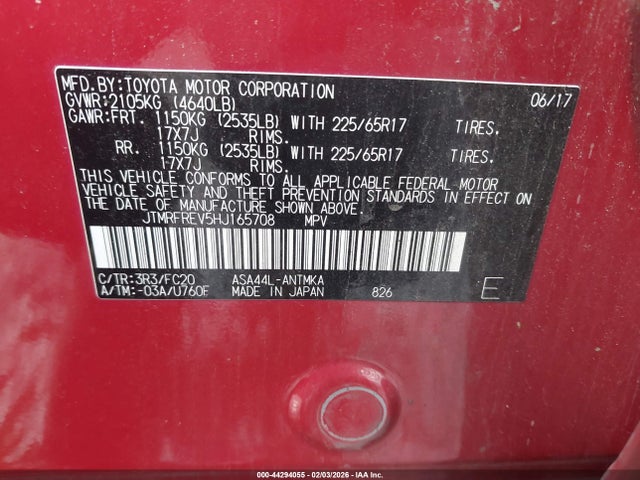 MFD.BY:TOYOTA MOTOR CORPORATION 06/17
GVWR:2105KG (4640LB)
GAWR:FRT. 1150KG (2535LB) WITH 225/65R17 TIRES.
17X7J RIMS.
RR. 1150KG (2535LB) WITH 225/65R17 TIRES.
17X7J RIMS.
THIS VEHICLE CONFORMS TO ALL APPLICABLE FEDERAL MOTOR
VEHICLE SAFETY AND THEFT PREVENTION STANDARDS IN EFFECT ON
THE DATE OF MANUFACTURE SHOWN ABOVE.
JTMRFREV5HJ165708 MPV
C/TR:3R3/FC20 ASA44L-ANTMKA
A/TM:-03A/U760F MADE IN JAPAN 826 E
000-44294055 | 02/03/2026 | IAA Inc.